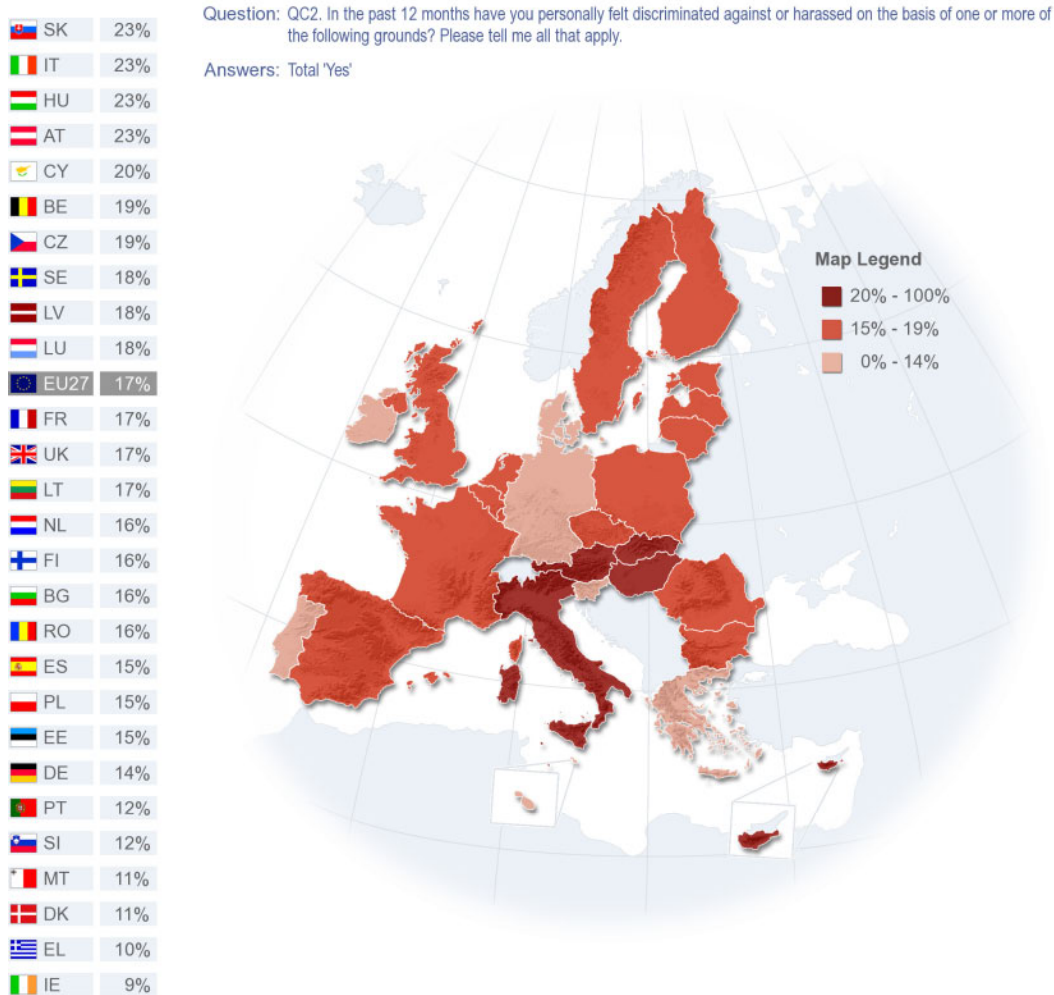 Question: QC2. In the past 12 months have you personally felt discriminated against or harassed on the basis of one or more of
the following grounds? Please tell me all that apply.
Answers: Total 'Yes'
SK 23%
IT 23%
HU 23%
AT 23%
CY 20%
BE 19%
CZ 19%
SE 18%
LV 18%
LU 18%
EU27 17%
FR 17%
UK 17%
LT 17%
NL 16%
FI 16%
BG 16%
RO 16%
ES 15%
PL 15%
EE 15%
DE 14%
PT 12%
SI 12%
MT 11%
DK 11%
EL 10%
IE 9%
Map Legend
20% - 100%
15% - 19%
0% - 14%